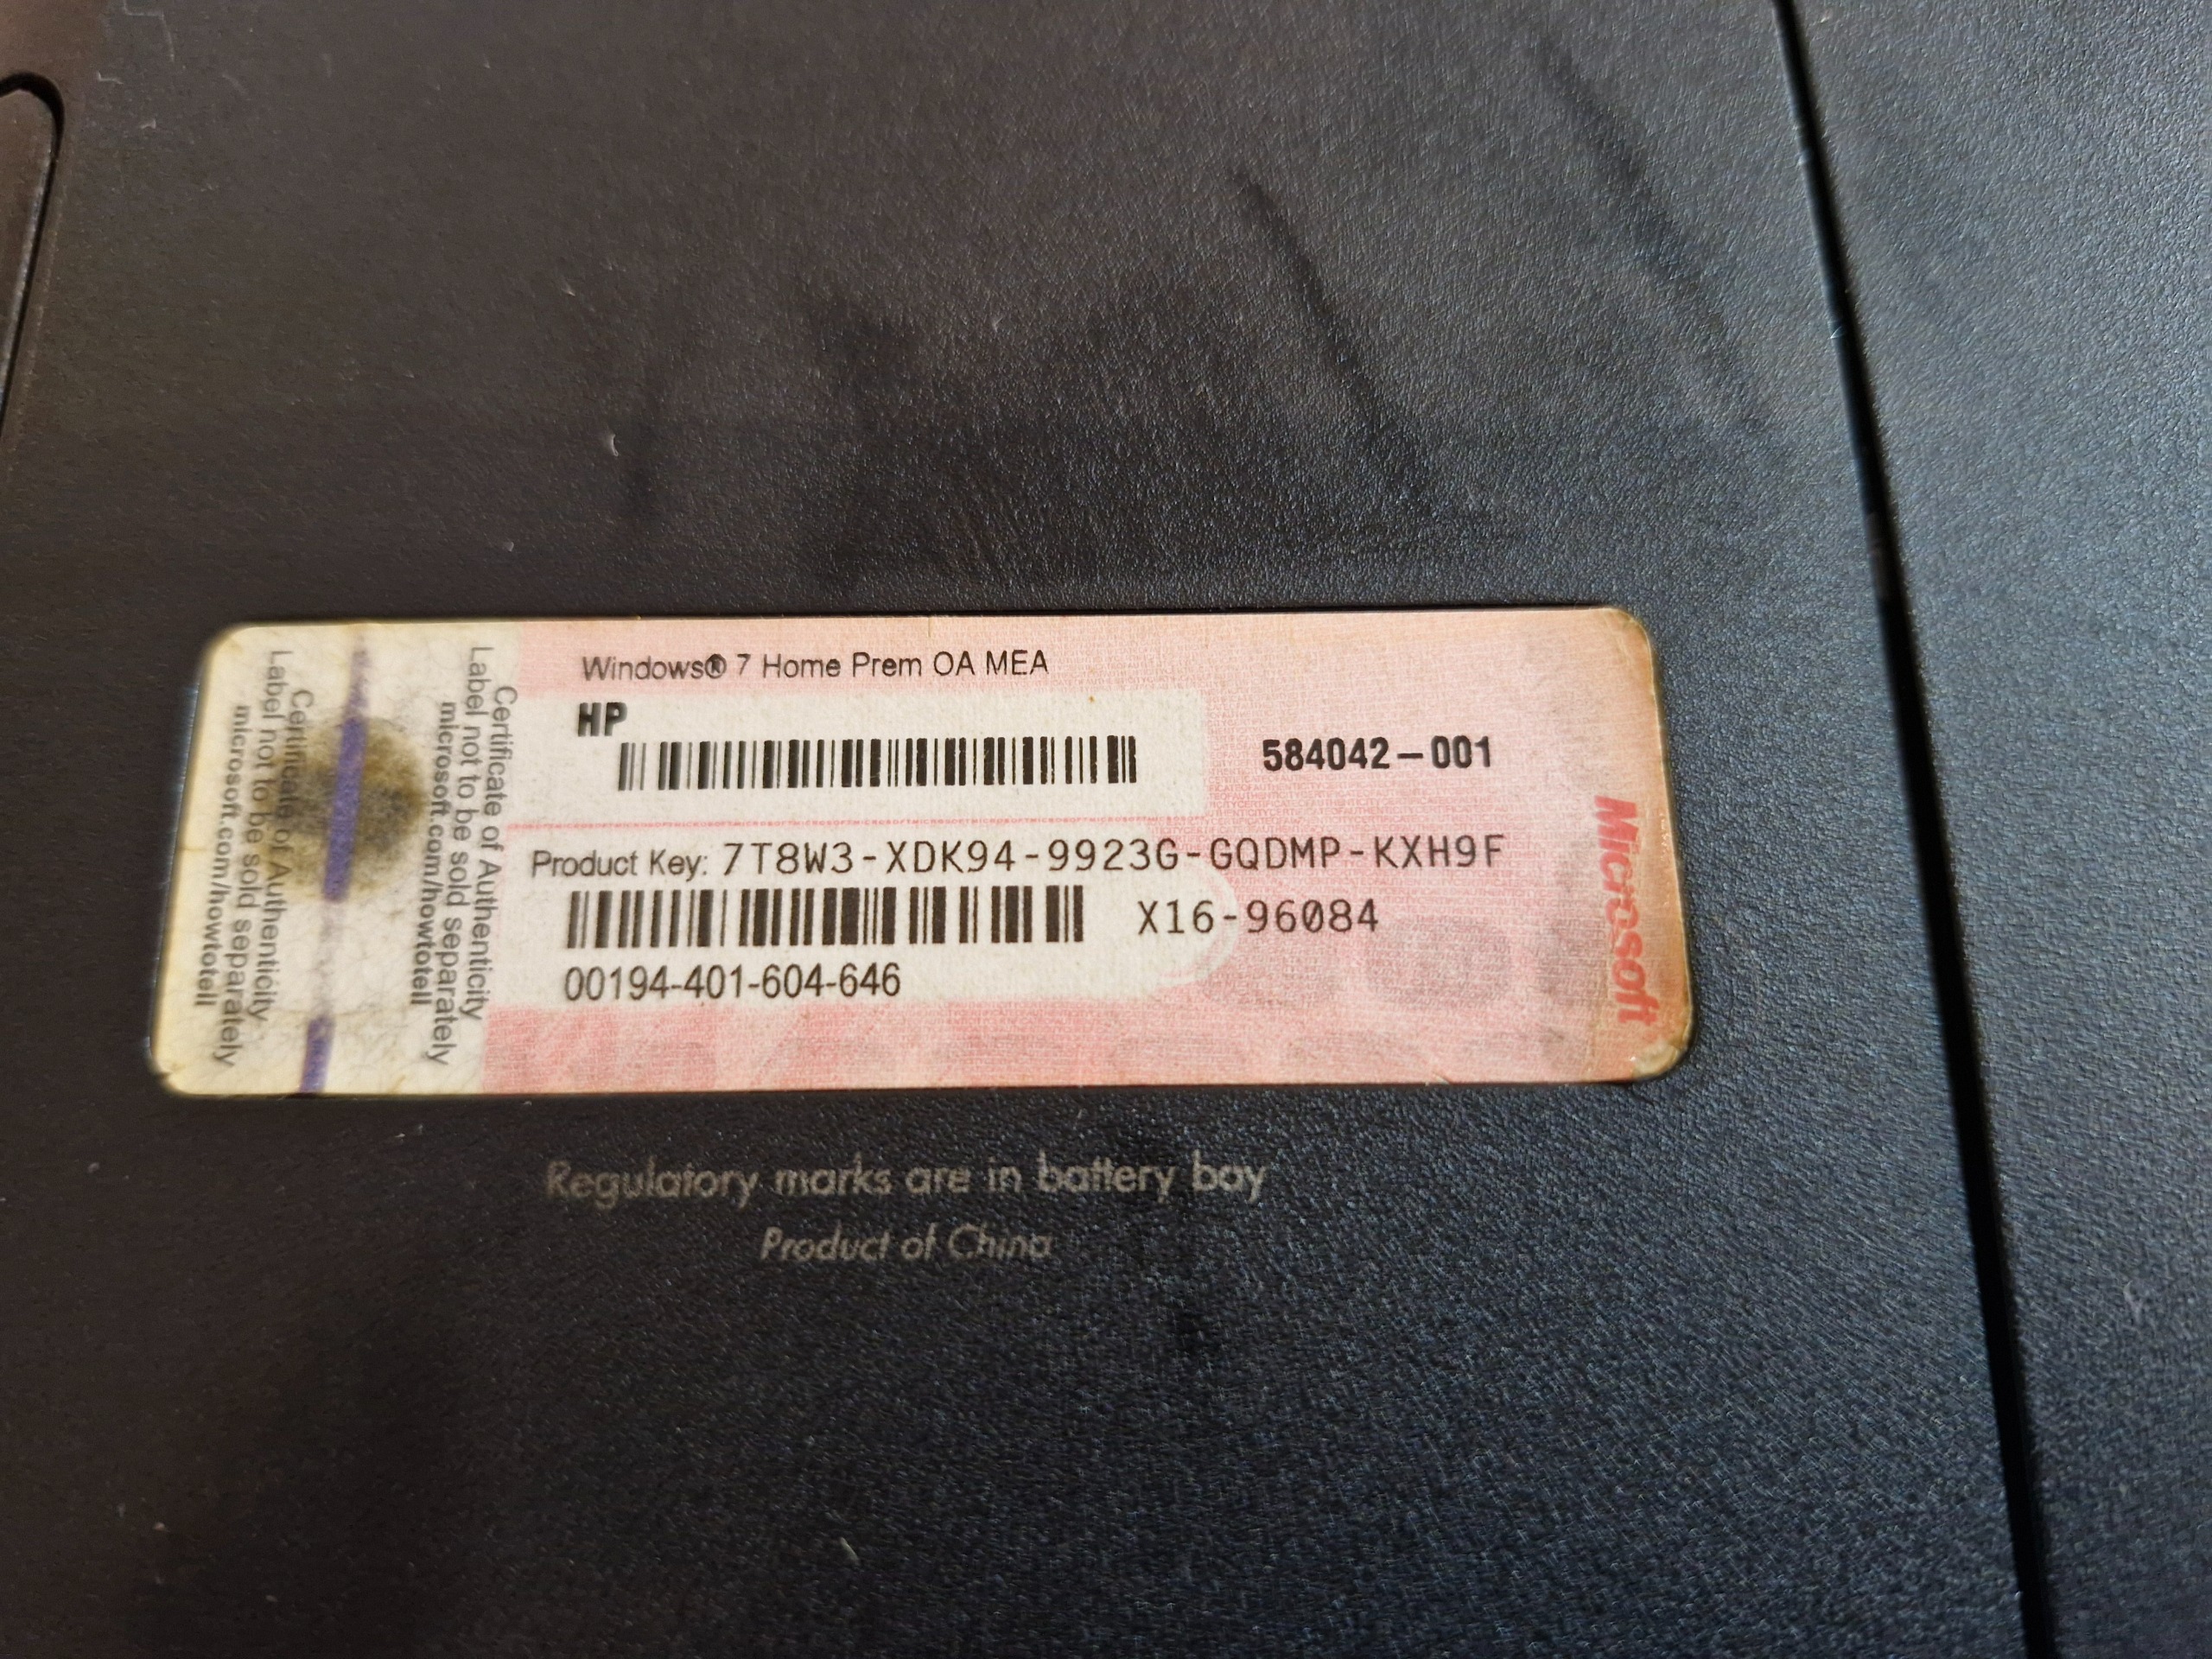 Windows® 7 Home Prem OA MEA
HP
584042-001
Product Key: 7T8W3-XDK94-9923G-GQDMP-KXH9F
X16-96084
00194-401-604-646
Certificate of Authenticity
Label not to be sold separately
microsoft.com/howtotell
Certificate of Authenticity
Label not to be sold separately
microsoft.com/howtotell
Microsoft
Regulatory marks are in battery bay
Product of China